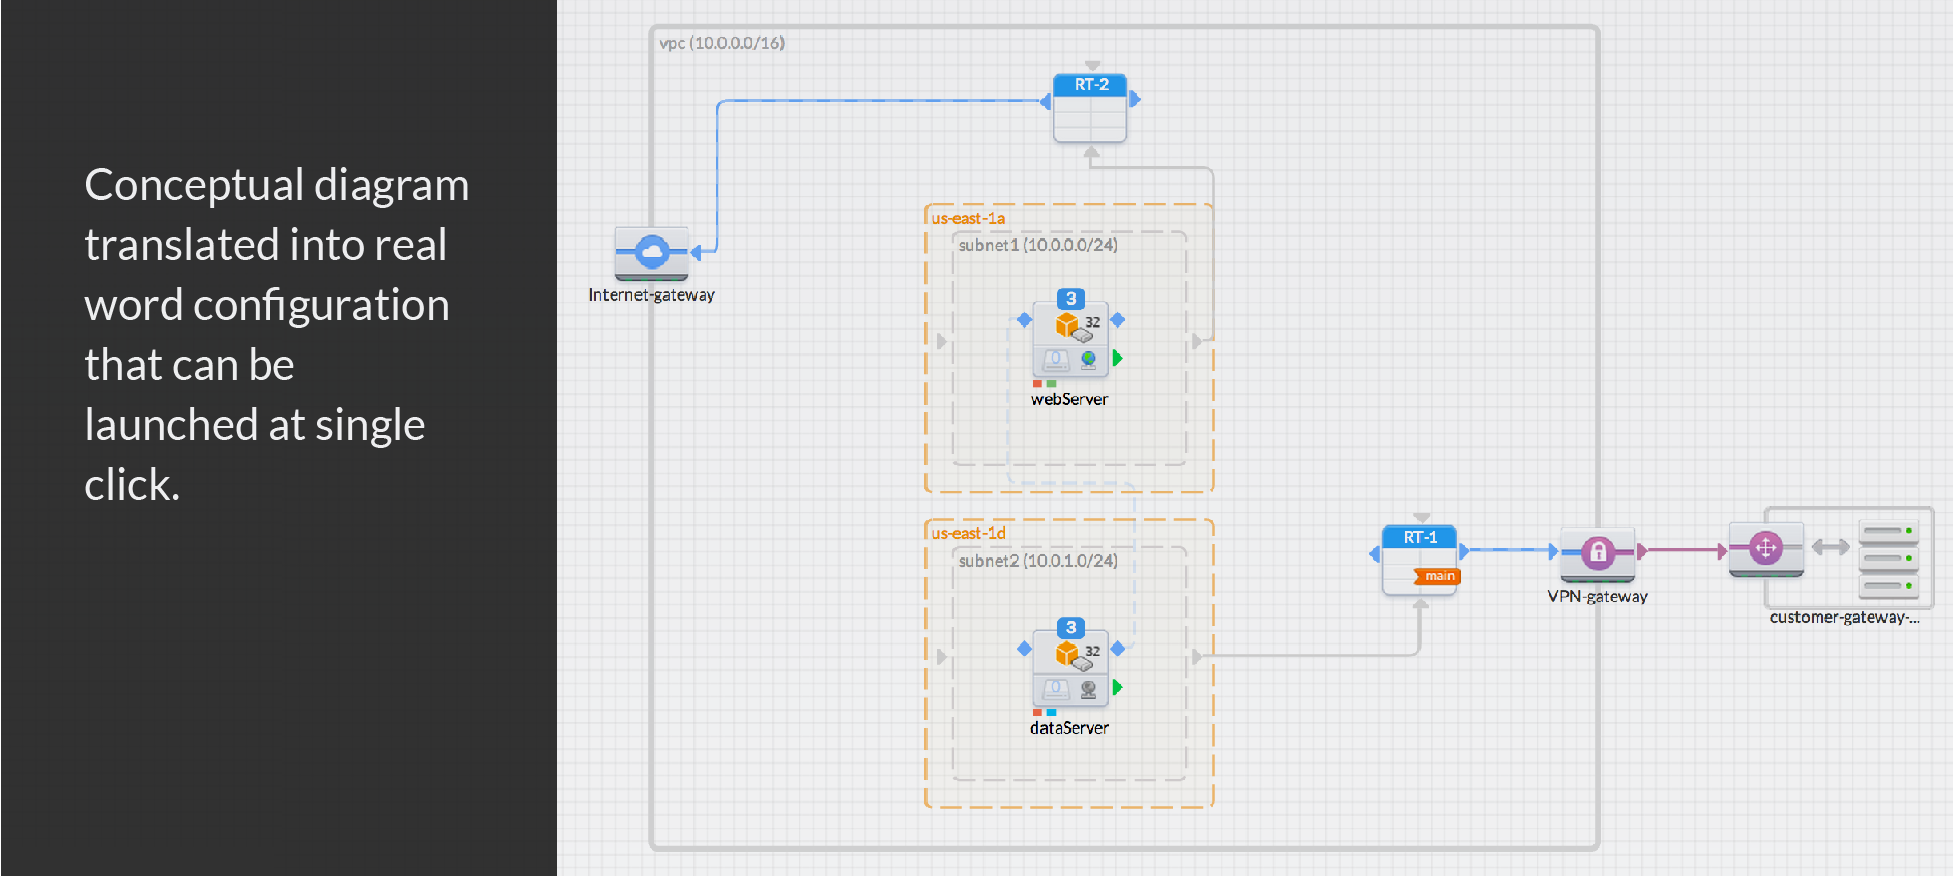 Conceptual diagram
translated into real
word configuration
that can be
launched at single
click.
vpc (10.0.0.0/16)
RT-2
Internet-gateway
us-east-1a
subnet1 (10.0.0.0/24)
3
32
0
webServer
us-east-1d
subnet2 (10.0.1.0/24)
3
32
0
dataServer
RT-1
main
VPN-gateway
customer-gateway-...